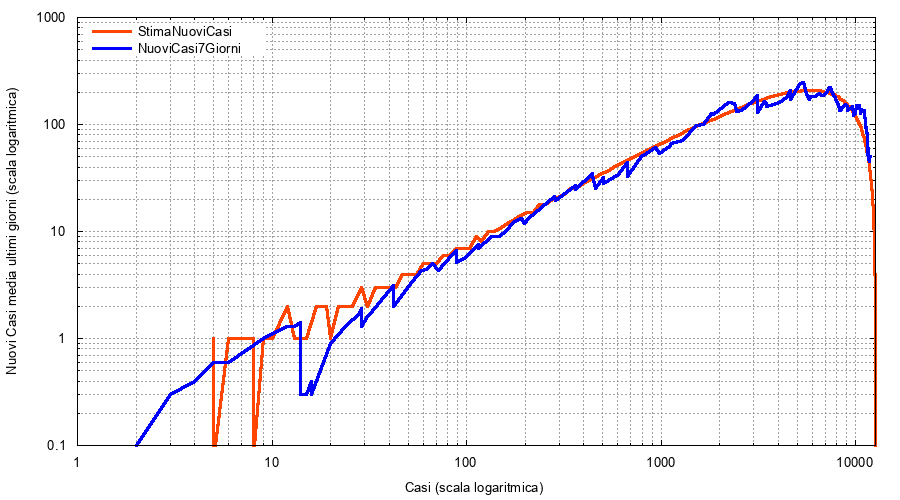 1000
StimaNuoviCasi
NuoviCasi7Giorni
100
10
1
0.1
Nuovi Casi media ultimi giorni (scala logaritmica)
1 10 100 1000 10000
Casi (scala logaritmica)